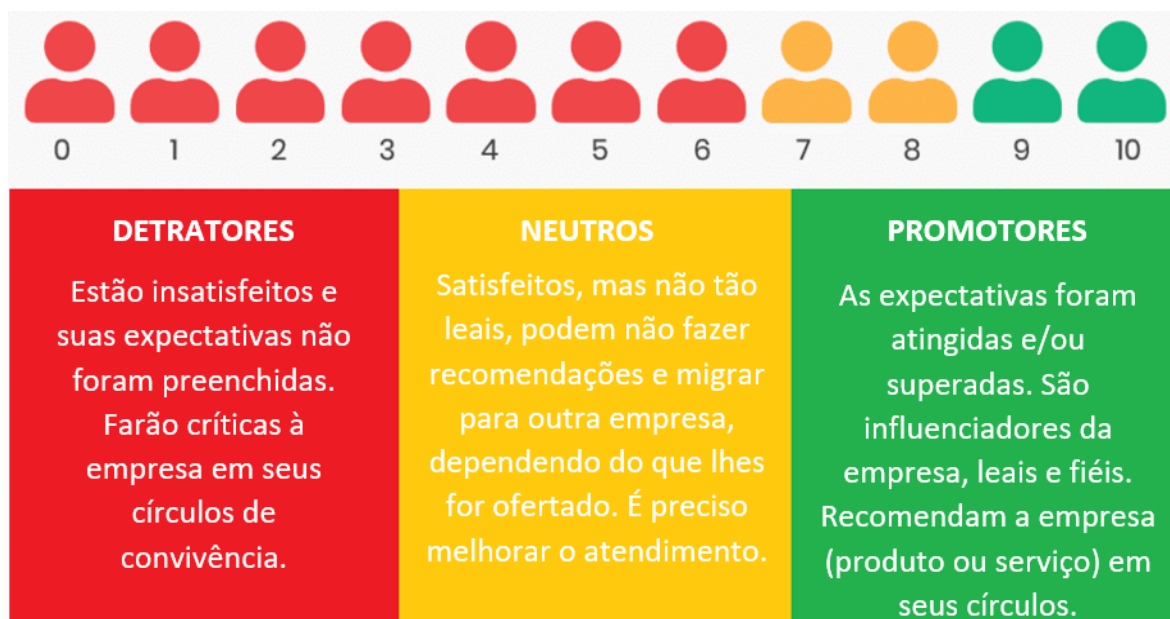 0 1 2 3 4 5 6 7 8 9 10
DETRATORES
Estão insatisfeitos e
suas expectativas não
foram preenchidas.
Farão críticas à
empresa em seus
círculos de
convivência.
NEUTROS
Satisfeitos, mas não tão
leais, podem não fazer
recomendações e migrar
para outra empresa,
dependendo do que lhes
for ofertado. É preciso
melhorar o atendimento.
PROMOTORES
As expectativas foram
atingidas e/ou
superadas. São
influenciadores da
empresa, leais e fiéis.
Recomendam a empresa
(produto ou serviço) em
seus círculos.